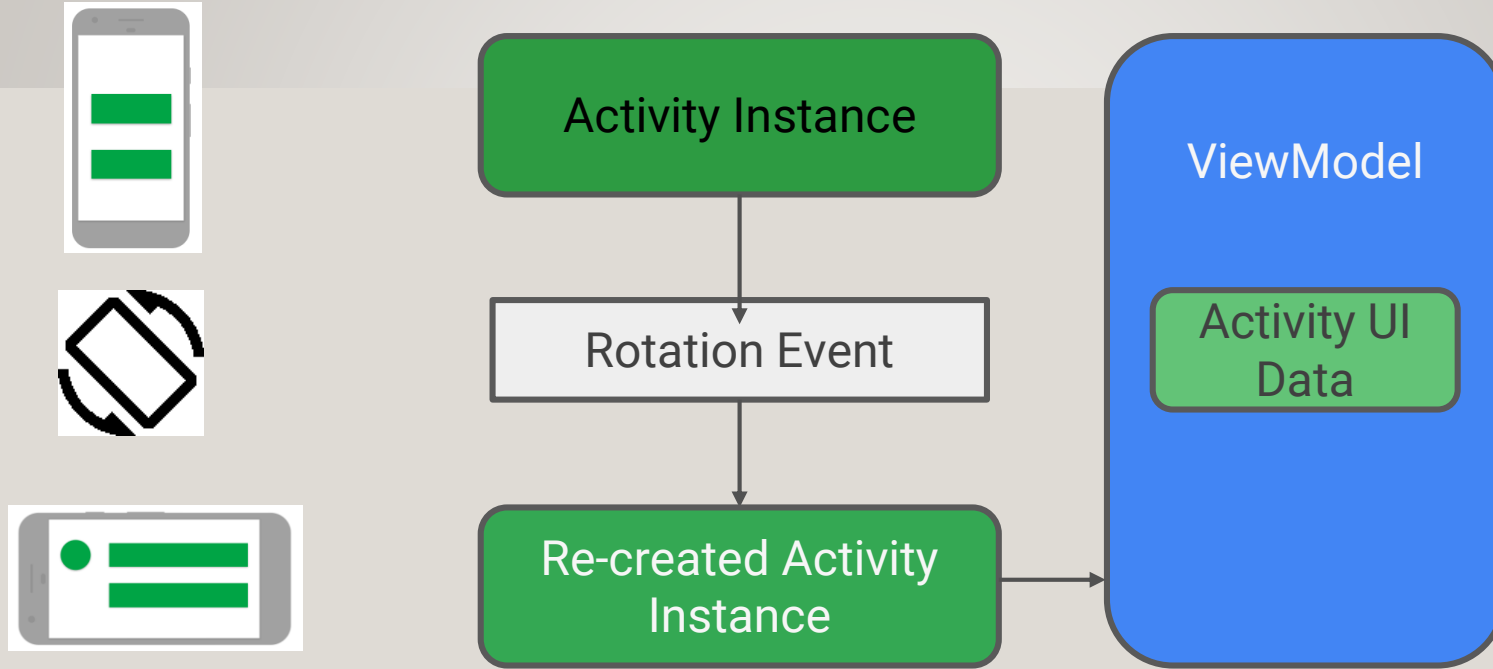 Activity Instance
ViewModel
Rotation Event
Activity UI
Data
Re-created Activity
Instance